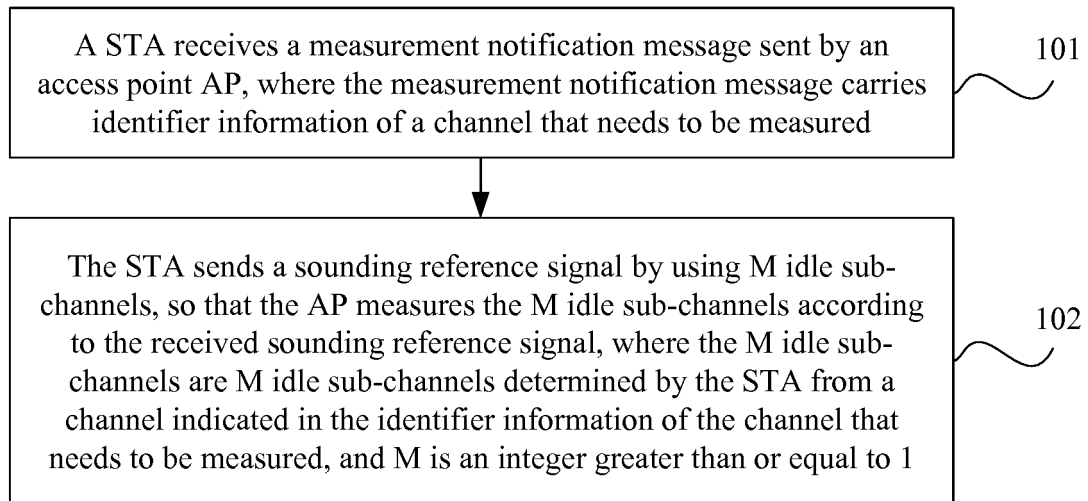 A STA receives a measurement notification message sent by an
access point AP, where the measurement notification message carries
identifier information of a channel that needs to be measured
101
The STA sends a sounding reference signal by using M idle sub-
channels, so that the AP measures the M idle sub-channels according
to the received sounding reference signal, where the M idle sub-
channels are M idle sub-channels determined by the STA from a
channel indicated in the identifier information of the channel that
needs to be measured, and M is an integer greater than or equal to 1
102